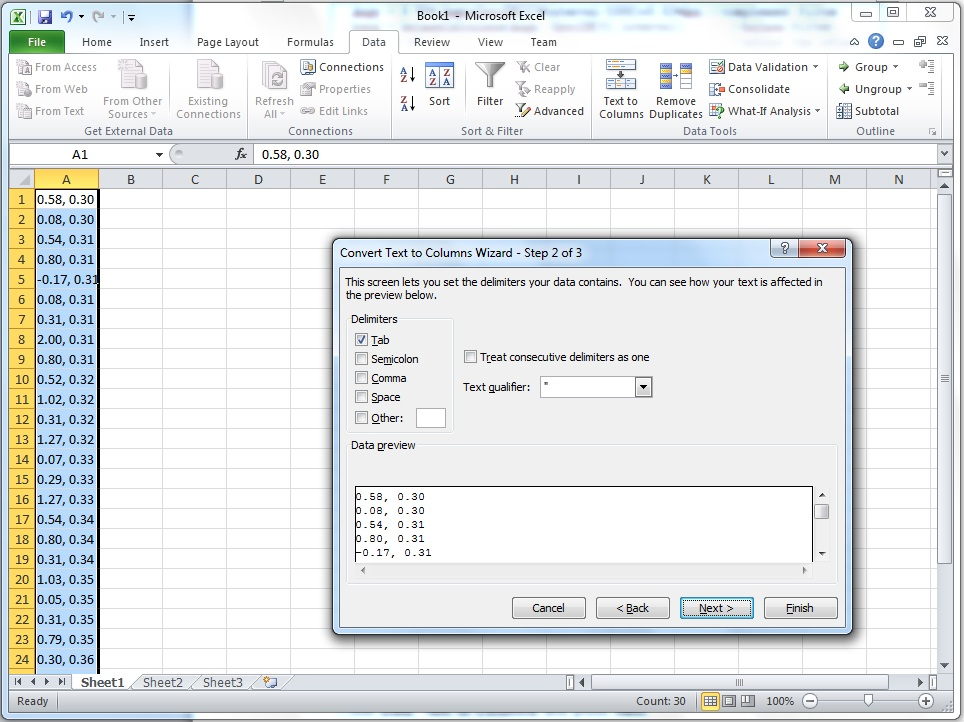 Book1 - Microsoft Excel
File Home Insert Page Layout Formulas Data Review View Team
From Access
From Web
From Text
From Other Sources
Existing Connections
Get External Data
Refresh All
Connections
Properties
Edit Links
Connections
A Z
Z A
Sort
Filter
Clear
Reapply
Advanced
Sort & Filter
Text to Columns
Remove Duplicates
Data Validation
Consolidate
What-If Analysis
Data Tools
Group
Ungroup
Subtotal
Outline
A1 fx 0.58, 0.30
A B C D E F G H I J K L M N
1 0.58, 0.30
2 0.08, 0.30
3 0.54, 0.31
4 0.80, 0.31
5 -0.17, 0.31
6 0.08, 0.31
7 0.31, 0.31
8 2.00, 0.31
9 0.80, 0.31
10 0.52, 0.32
11 1.02, 0.32
12 0.31, 0.32
13 1.27, 0.32
14 0.07, 0.33
15 0.29, 0.33
16 1.27, 0.33
17 0.54, 0.34
18 0.80, 0.34
19 0.31, 0.34
20 1.03, 0.35
21 0.05, 0.35
22 0.31, 0.35
23 0.79, 0.35
24 0.30, 0.36
Convert Text to Columns Wizard - Step 2 of 3
This screen lets you set the delimiters your data contains. You can see how your text is affected in
the preview below.
Delimiters
Tab
Semicolon
Comma
Space
Other:
Treat consecutive delimiters as one
Text qualifier: "
Data preview
0.58, 0.30
0.08, 0.30
0.54, 0.31
0.80, 0.31
-0.17, 0.31
Cancel < Back Next > Finish
Sheet1 Sheet2 Sheet3
Ready Count: 30 100%